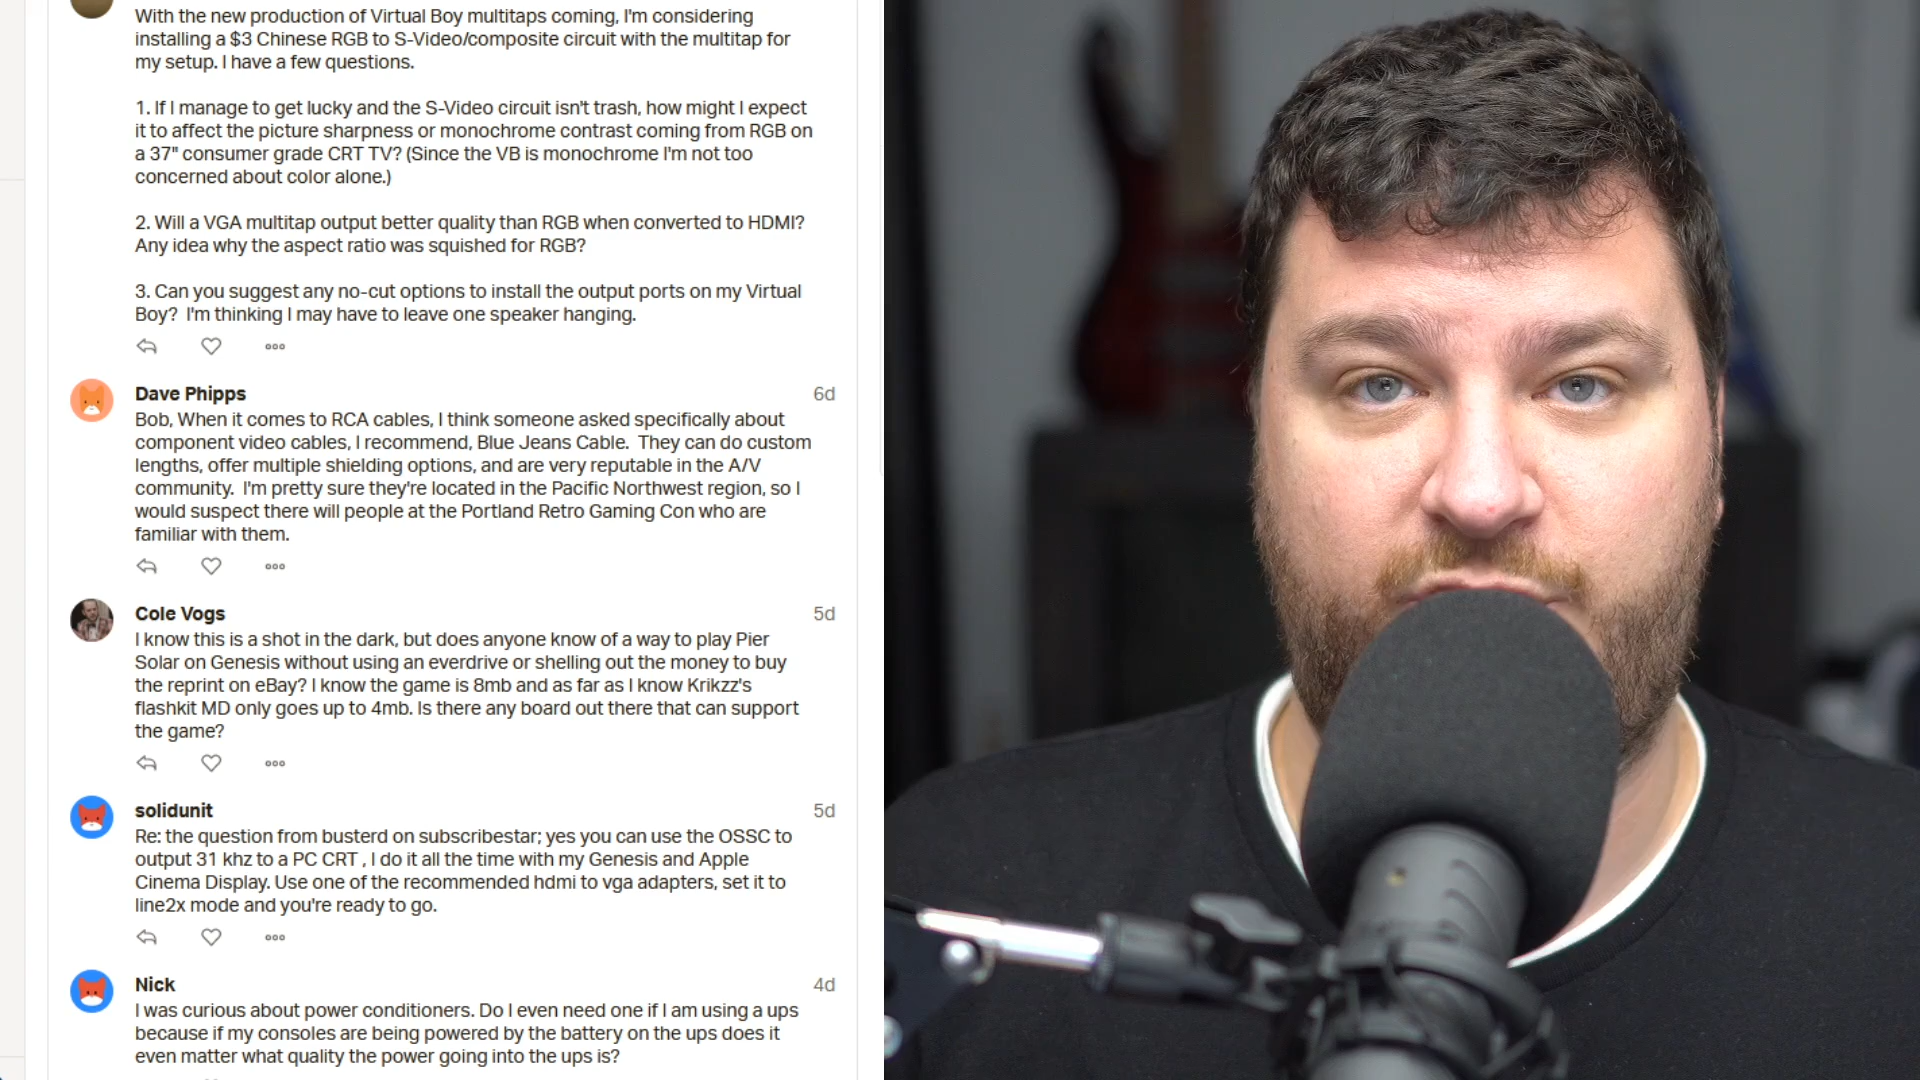 With the new production of Virtual Boy multitaps coming, I'm considering
installing a $3 Chinese RGB to S-Video/composite circuit with the multitap for
my setup. I have a few questions.
1. If I manage to get lucky and the S-Video circuit isn't trash, how might I expect
it to affect the picture sharpness or monochrome contrast coming from RGB on
a 37" consumer grade CRT TV? (Since the VB is monochrome I'm not too
concerned about color alone.)
2. Will a VGA multitap output better quality than RGB when converted to HDMI?
Any idea why the aspect ratio was squished for RGB?
3. Can you suggest any no-cut options to install the output ports on my Virtual
Boy?  I'm thinking I may have to leave one speaker hanging.
Dave Phipps 6d
Bob, When it comes to RCA cables, I think someone asked specifically about
component video cables, I recommend, Blue Jeans Cable.  They can do custom
lengths, offer multiple shielding options, and are very reputable in the A/V
community.  I'm pretty sure they're located in the Pacific Northwest region, so I
would suspect there will people at the Portland Retro Gaming Con who are
familiar with them.
Cole Vogs 5d
I know this is a shot in the dark, but does anyone know of a way to play Pier
Solar on Genesis without using an everdrive or shelling out the money to buy
the reprint on eBay? I know the game is 8mb and as far as I know Krikzz's
flashkit MD only goes up to 4mb. Is there any board out there that can support
the game?
solidunit 5d
Re: the question from busterd on subscribestar; yes you can use the OSSC to
output 31 khz to a PC CRT , I do it all the time with my Genesis and Apple
Cinema Display. Use one of the recommended hdmi to vga adapters, set it to
line2x mode and you're ready to go.
Nick 4d
I was curious about power conditioners. Do I even need one if I am using a ups
because if my consoles are being powered by the battery on the ups does it
even matter what quality the power going into the ups is?